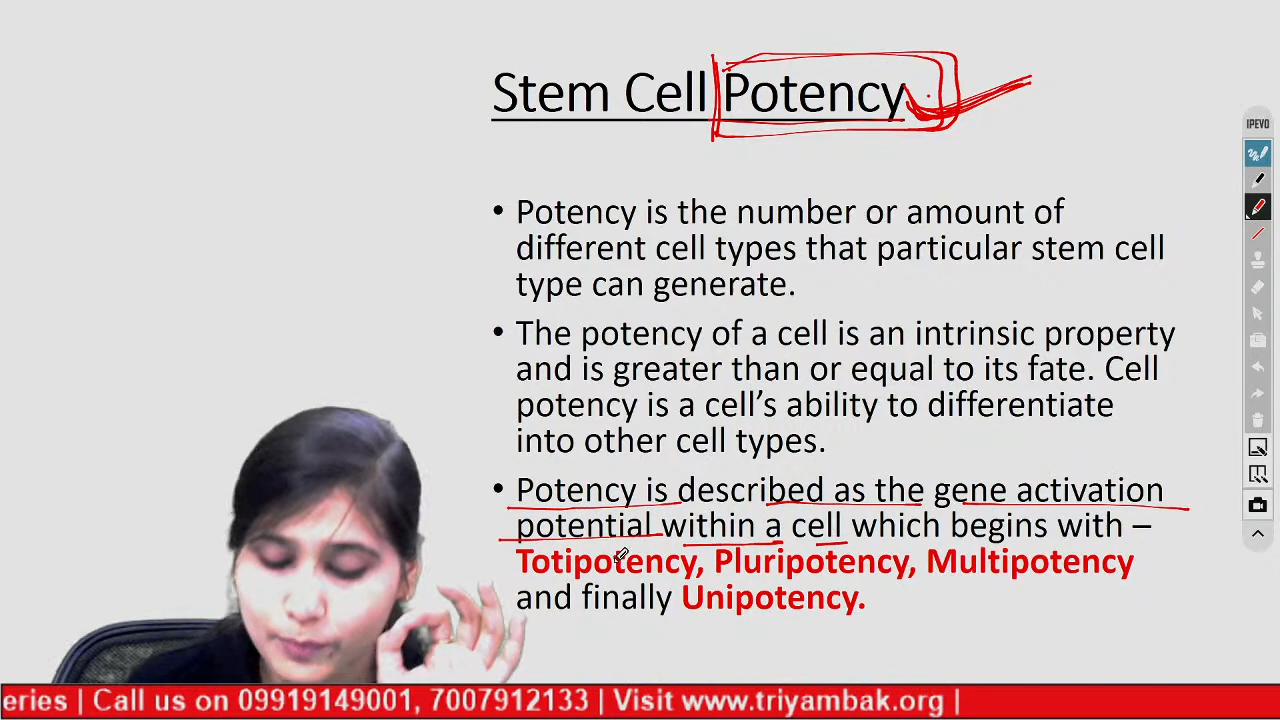 Stem Cell Potency
IPEVO
• Potency is the number or amount of
different cell types that particular stem cell
type can generate.
• The potency of a cell is an intrinsic property
and is greater than or equal to its fate. Cell
potency is a cell’s ability to differentiate
into other cell types.
• Potency is described as the gene activation
potential within a cell which begins with –
Totipotency, Pluripotency, Multipotency
and finally Unipotency.
eries | Call us on 09919149001, 7007912133 | Visit www.triyambak.org |